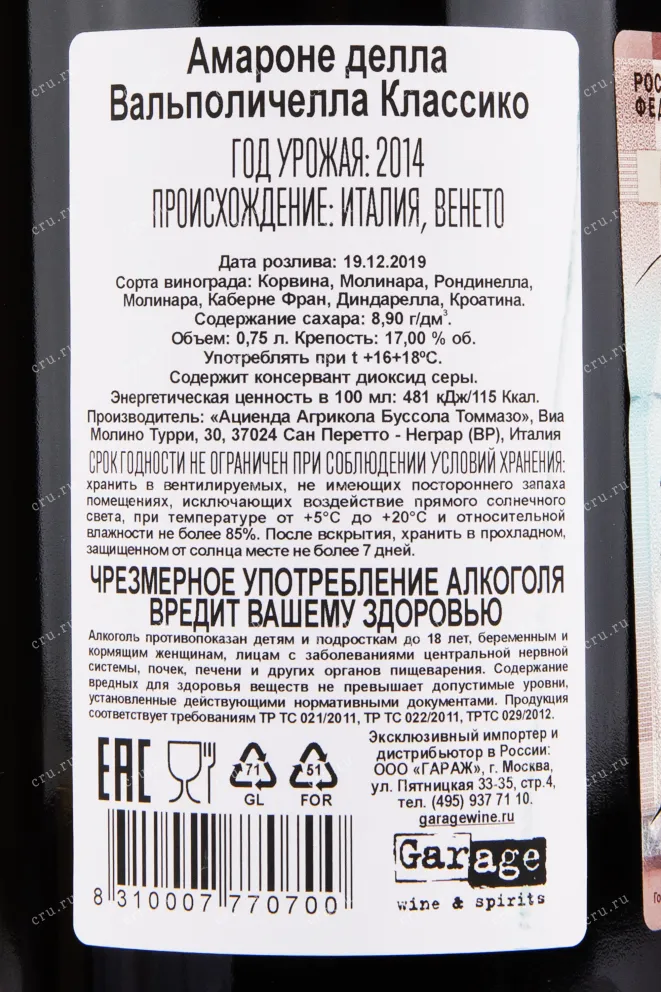 Амароне делла
Вальполичелла Классико
ГОД УРОЖАЯ: 2014
ПРОИСХОЖДЕНИЕ: ИТАЛИЯ, ВЕНЕТО
Дата розлива: 19.12.2019
Сорта винограда: Корвина, Молинара, Рондинелла,
Молинара, Каберне Фран, Диндарелла, Кроатина.
Содержание сахара: 8,90 г/дм³.
Объем: 0,75 л. Крепость: 17,00 % об.
Употреблять при t +16+18ºС.
Содержит консервант диоксид серы.
Энергетическая ценность в 100 мл: 481 кДж/115 Ккал.
Производитель: «Ациенда Агрикола Буссола Томмазо», Виа
Молино Турри, 30, 37024 Сан Перетто - Неграр (ВР), Италия
СРОК ГОДНОСТИ НЕ ОГРАНИЧЕН ПРИ СОБЛЮДЕНИИ УСЛОВИЙ ХРАНЕНИЯ:
хранить в вентилируемых, не имеющих постороннего запаха
помещениях, исключающих воздействие прямого солнечного
света, при температуре от +5°С до +20°С и относительной
влажности не более 85%. После вскрытия, хранить в прохладном,
защищенном от солнца месте не более 7 дней.
ЧРЕЗМЕРНОЕ УПОТРЕБЛЕНИЕ АЛКОГОЛЯ
ВРЕДИТ ВАШЕМУ ЗДОРОВЬЮ
Алкоголь противопоказан детям и подросткам до 18 лет, беременным и
кормящим женщинам, лицам с заболеваниями центральной нервной
системы, почек, печени и других органов пищеварения. Содержание
вредных для здоровья веществ не превышает допустимые уровни,
установленные действующими нормативными документами. Продукция
соответствует требованиям ТР ТС 021/2011, ТР ТС 022/2011, ТРТС 029/2012.
EAC
71
GL
51
FOR
Эксклюзивный импортер и
дистрибьютор в России:
ООО «ГАРАЖ», г. Москва,
ул. Пятницкая 33-35, стр.4,
тел. (495) 937 71 10.
garagewine.ru
Garage
wine & spirits
8 310007 770700
РОС
ФЕД
cru.ru